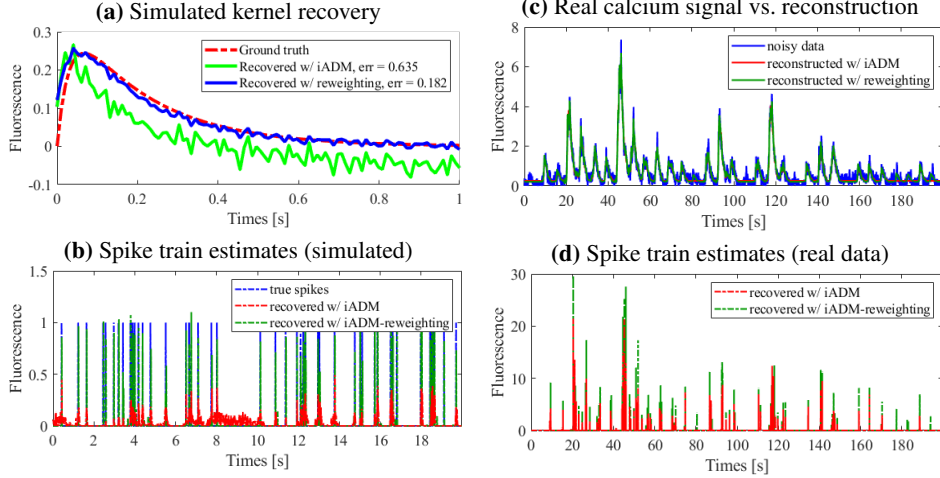 (a) Simulated kernel recovery
0.3
0.2
0.1
0
-0.1
Fluorescence
Ground truth
Recovered w/ iADM, err = 0.635
Recovered w/ reweighting, err = 0.182
0 0.2 0.4 0.6 0.8 1
Times [s]
(c) Real calcium signal vs. reconstruction
8
6
4
2
0
Fluorescence
noisy data
reconstructed w/ iADM
reconstructed w/ reweighting
0 20 40 60 80 100 120 140 160 180
Times [s]
(b) Spike train estimates (simulated)
1.5
1
0.5
0
Fluorescence
true spikes
recovered w/ iADM
recovered w/ iADM-reweighting
0 2 4 6 8 10 12 14 16 18
Times [s]
(d) Spike train estimates (real data)
30
20
10
0
Fluorescence
recovered w/ iADM
recovered w/ iADM-reweighting
0 20 40 60 80 100 120 140 160 180
Times [s]